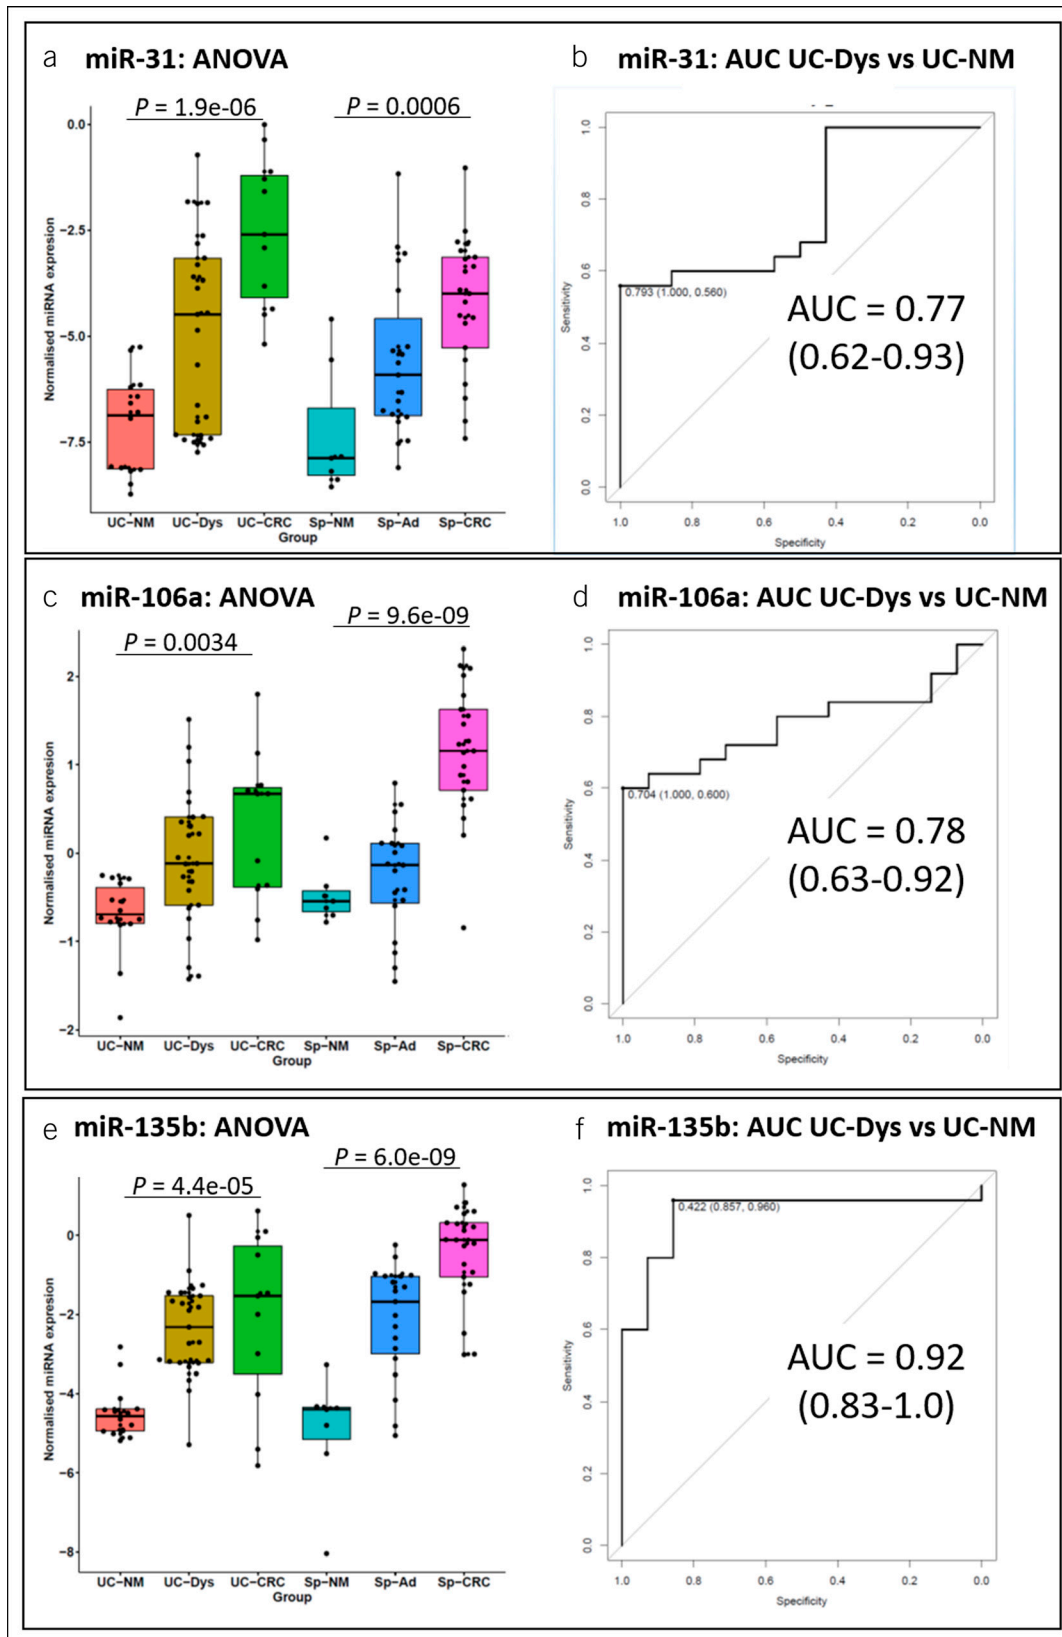 a miR-31: ANOVA
P = 1.9e-06
P = 0.0006
Normalised miRNA expresion
0.0
−2.5
−5.0
−7.5
UC−NM UC−Dys UC−CRC Sp−NM Sp−Ad Sp−CRC
Group
b miR-31: AUC UC-Dys vs UC-NM
Sensitivity
1.0
0.8
0.6
0.4
0.2
0.0
0.793 (1.000, 0.560)
AUC = 0.77
(0.62-0.93)
1.0 0.8 0.6 0.4 0.2 0.0
Specificity
c miR-106a: ANOVA
P = 0.0034
P = 9.6e-09
Normalised miRNA expresion
2
1
0
−1
−2
UC−NM UC−Dys UC−CRC Sp−NM Sp−Ad Sp−CRC
Group
d miR-106a: AUC UC-Dys vs UC-NM
Sensitivity
1.0
0.8
0.6
0.4
0.2
0.0
0.704 (1.000, 0.600)
AUC = 0.78
(0.63-0.92)
1.0 0.8 0.6 0.4 0.2 0.0
Specificity
e miR-135b: ANOVA
P = 4.4e-05
P = 6.0e-09
Normalised miRNA expresion
0
−2
−4
−6
−8
UC−NM UC−Dys UC−CRC Sp−NM Sp−Ad Sp−CRC
Group
f miR-135b: AUC UC-Dys vs UC-NM
Sensitivity
1.0
0.8
0.6
0.4
0.2
0.0
0.422 (0.857, 0.960)
AUC = 0.92
(0.83-1.0)
1.0 0.8 0.6 0.4 0.2 0.0
Specificity